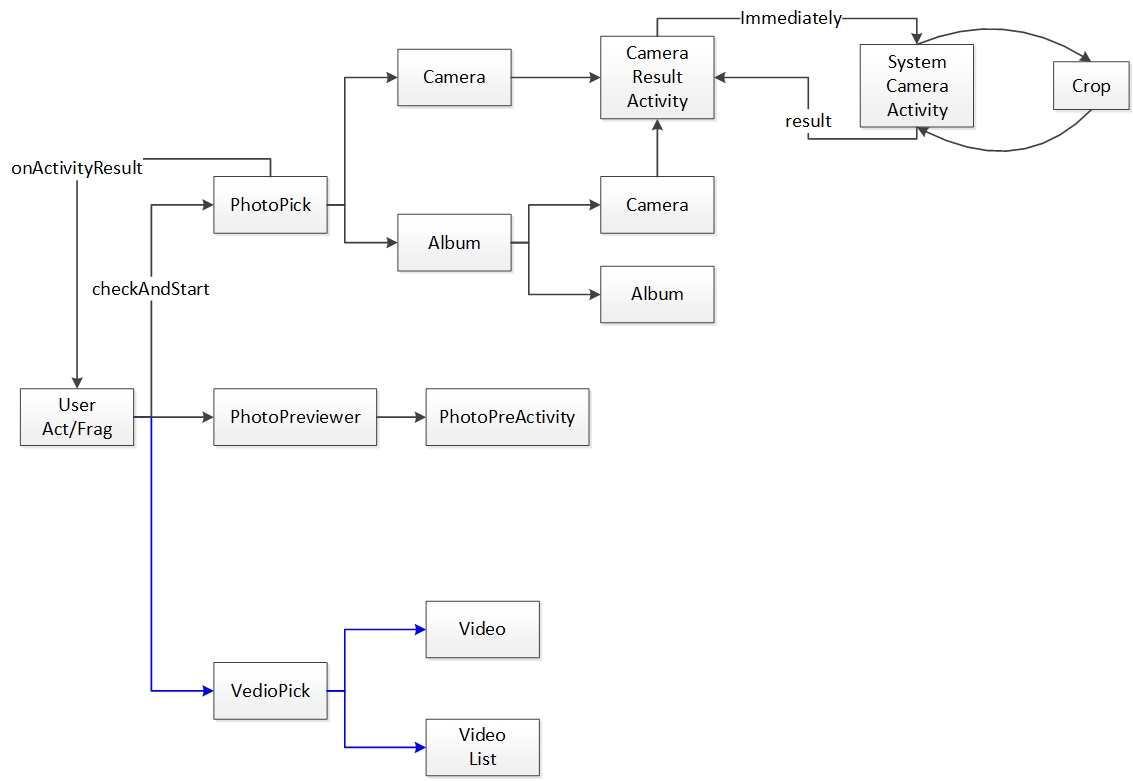 Immediately
Camera
Camera
Result
Activity
System
Camera
Activity
Crop
result
onActivityResult
PhotoPick
Album
Camera
Album
checkAndStart
User
Act/Frag
PhotoPreviewer
PhotoPreActivity
Video
VedioPick
Video
List